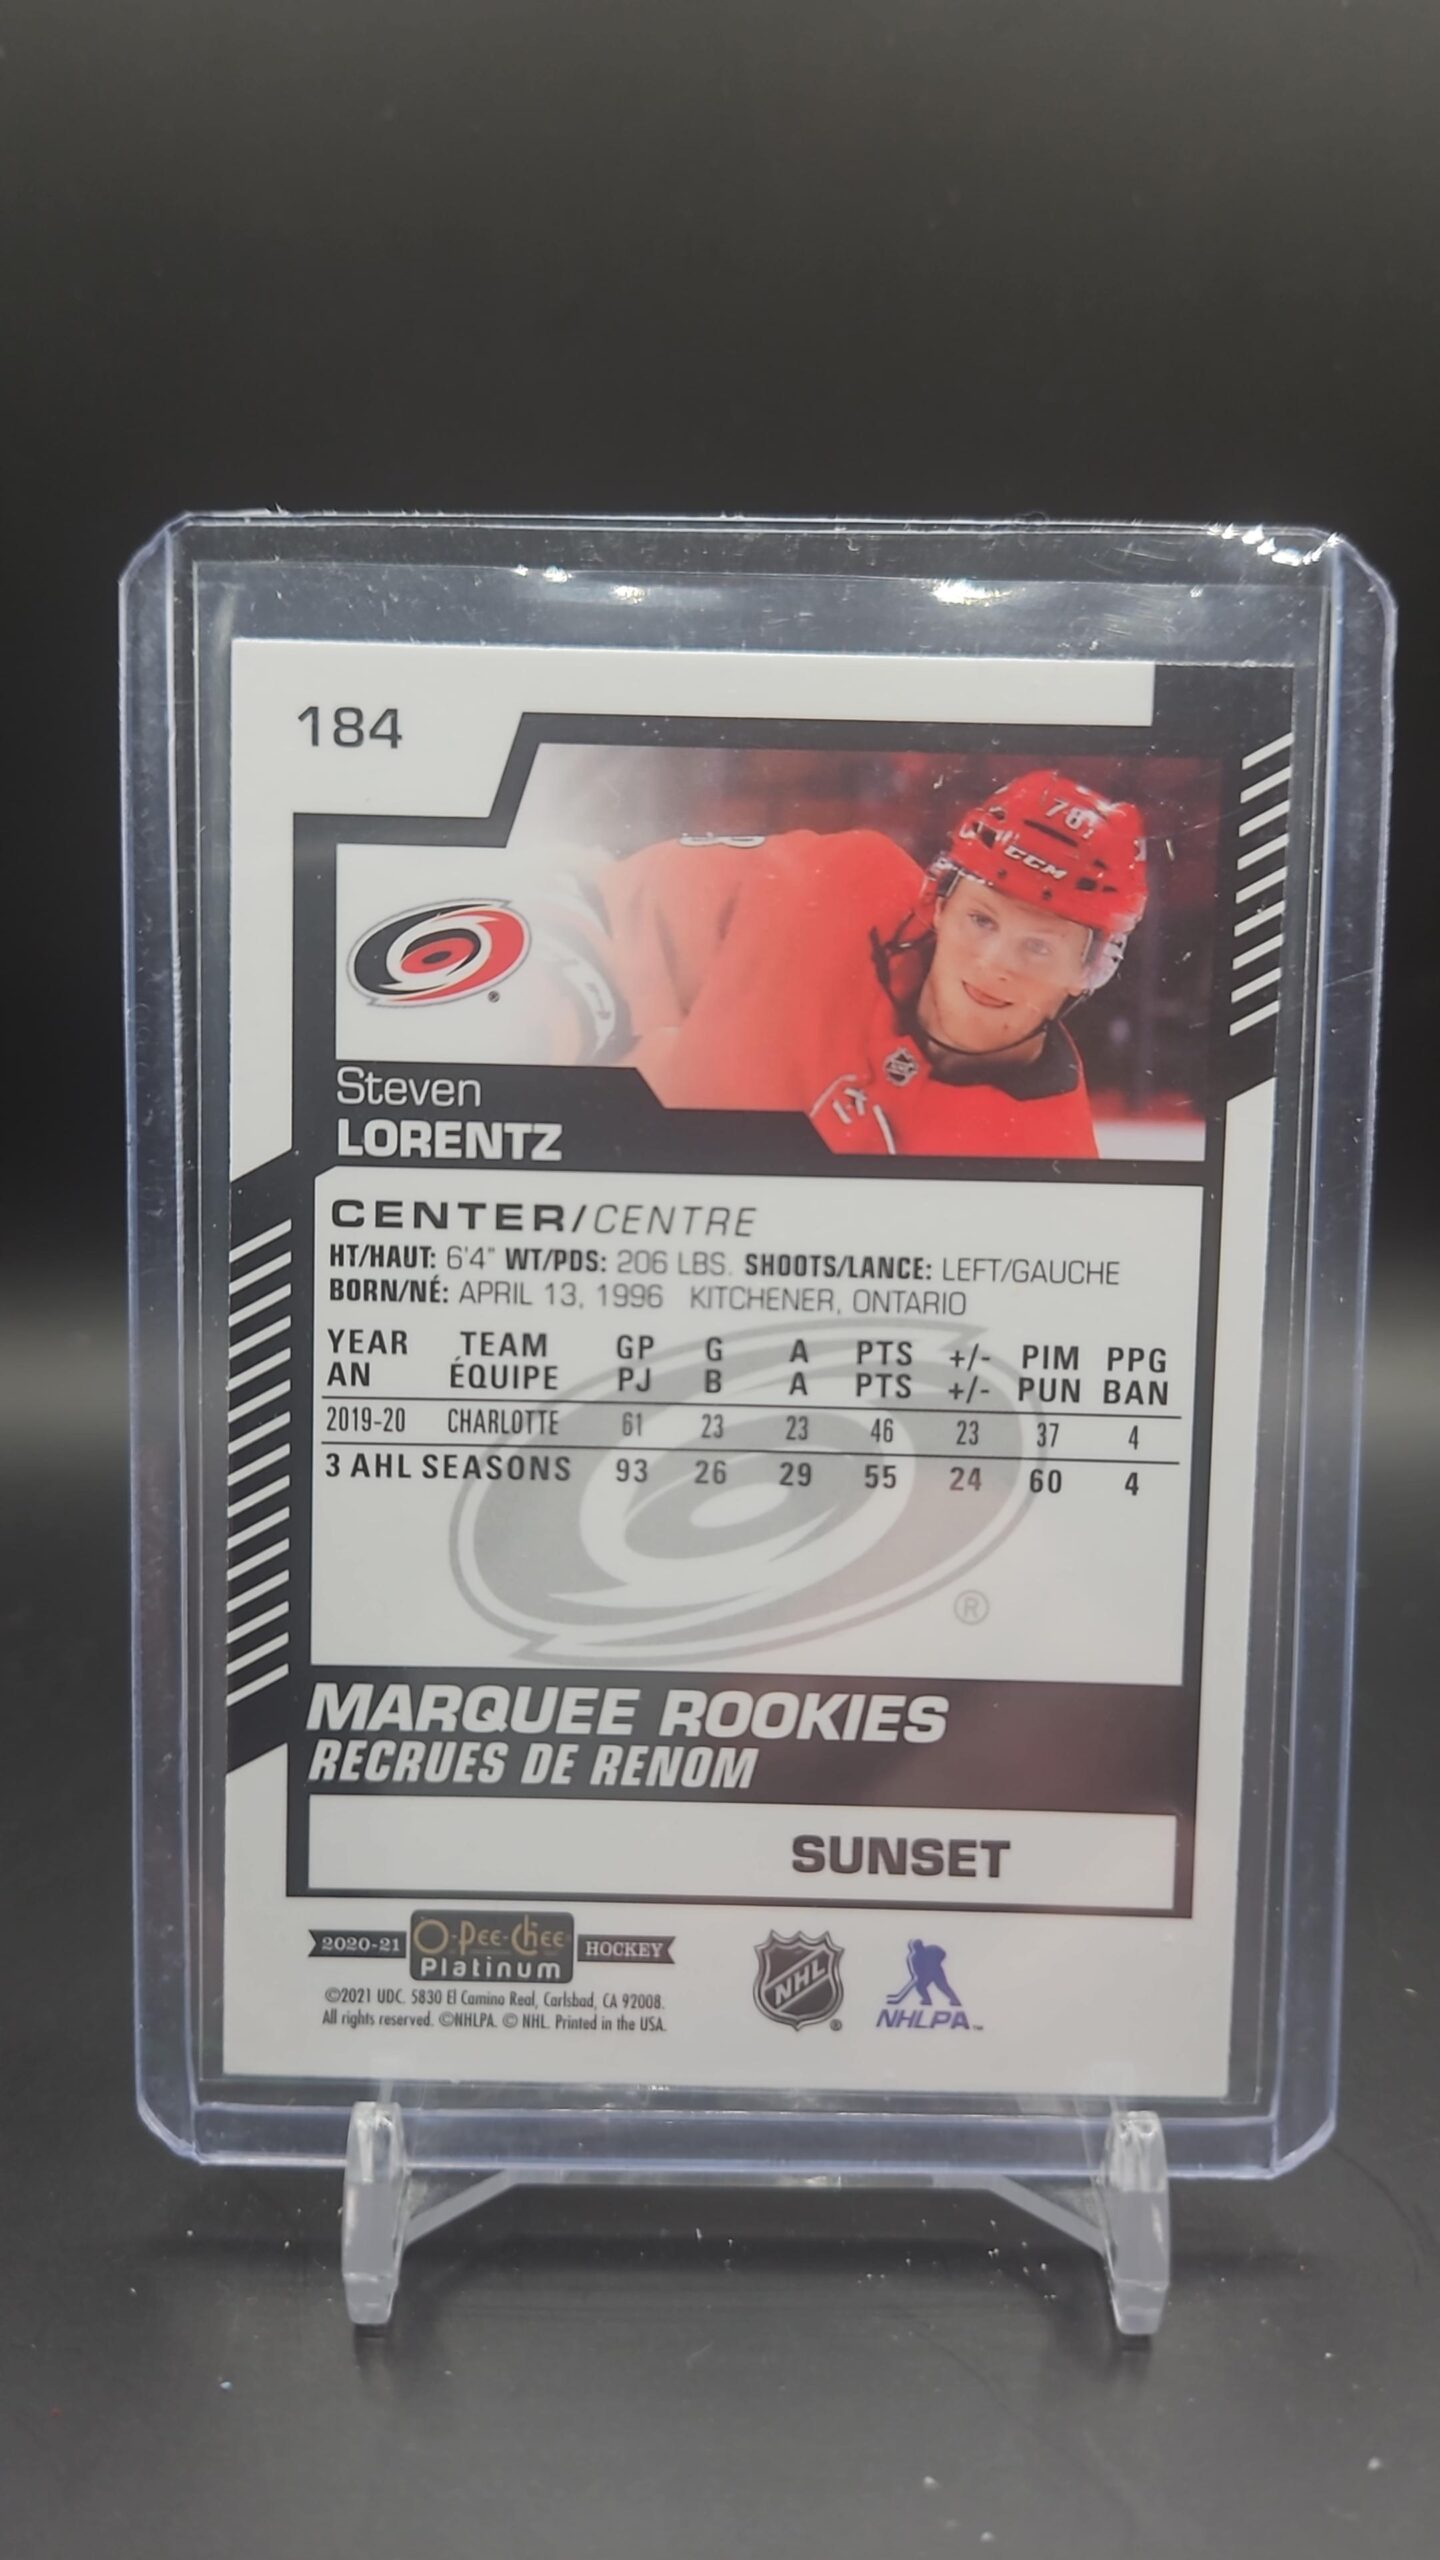 184
78
CCM
Steven
LORENTZ
CENTER/CENTRE
HT/HAUT: 6'4" WT/PDS: 206 LBS. SHOOTS/LANCE: LEFT/GAUCHE
BORN/NÉ: APRIL 13, 1996 KITCHENER, ONTARIO
YEAR TEAM GP G A PTS +/- PIM PPG
AN ÉQUIPE PJ B A PTS +/- PUN BAN
2019-20 CHARLOTTE 61 23 23 46 23 37 4
3 AHL SEASONS 93 26 29 55 24 60 4
®
MARQUEE ROOKIES
RECRUES DE RENOM
SUNSET
2020-21 O-Pee-Chee Platinum HOCKEY
©2021 UDC. 5830 El Camino Real, Carlsbad, CA 92008.
All rights reserved. ©NHLPA. © NHL. Printed in the USA.
NHL®
NHLPA™